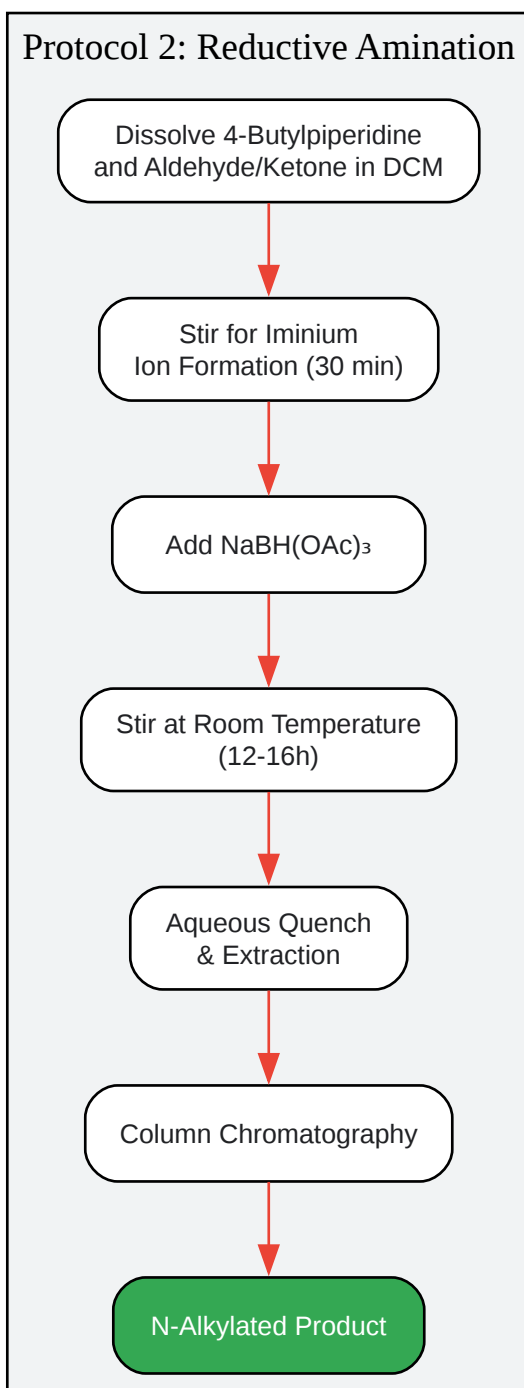 Protocol 2: Reductive Amination
Dissolve 4-Butylpiperidine
and Aldehyde/Ketone in DCM
Stir for Iminium
Ion Formation (30 min)
Add NaBH(OAc)₃
Stir at Room Temperature
(12-16h)
Aqueous Quench
& Extraction
Column Chromatography
N-Alkylated Product